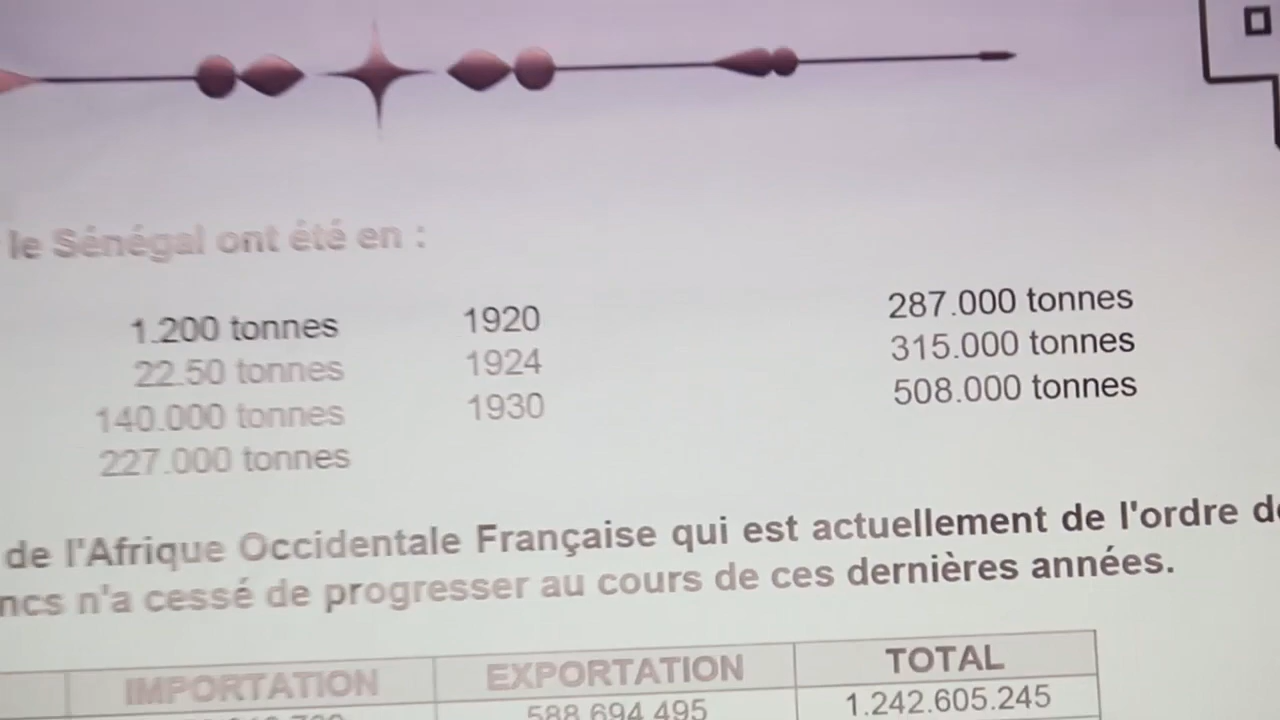 le Sénégal ont été en :
1.200 tonnes 1920 287.000 tonnes
22.50 tonnes 1924 315.000 tonnes
140.000 tonnes 1930 508.000 tonnes
227.000 tonnes
de l'Afrique Occidentale Française qui est actuellement de l'ordre
n'a cessé de progresser au cours de ces dernières années.
IMPORTATION EXPORTATION TOTAL
588.694.495 1.242.605.245